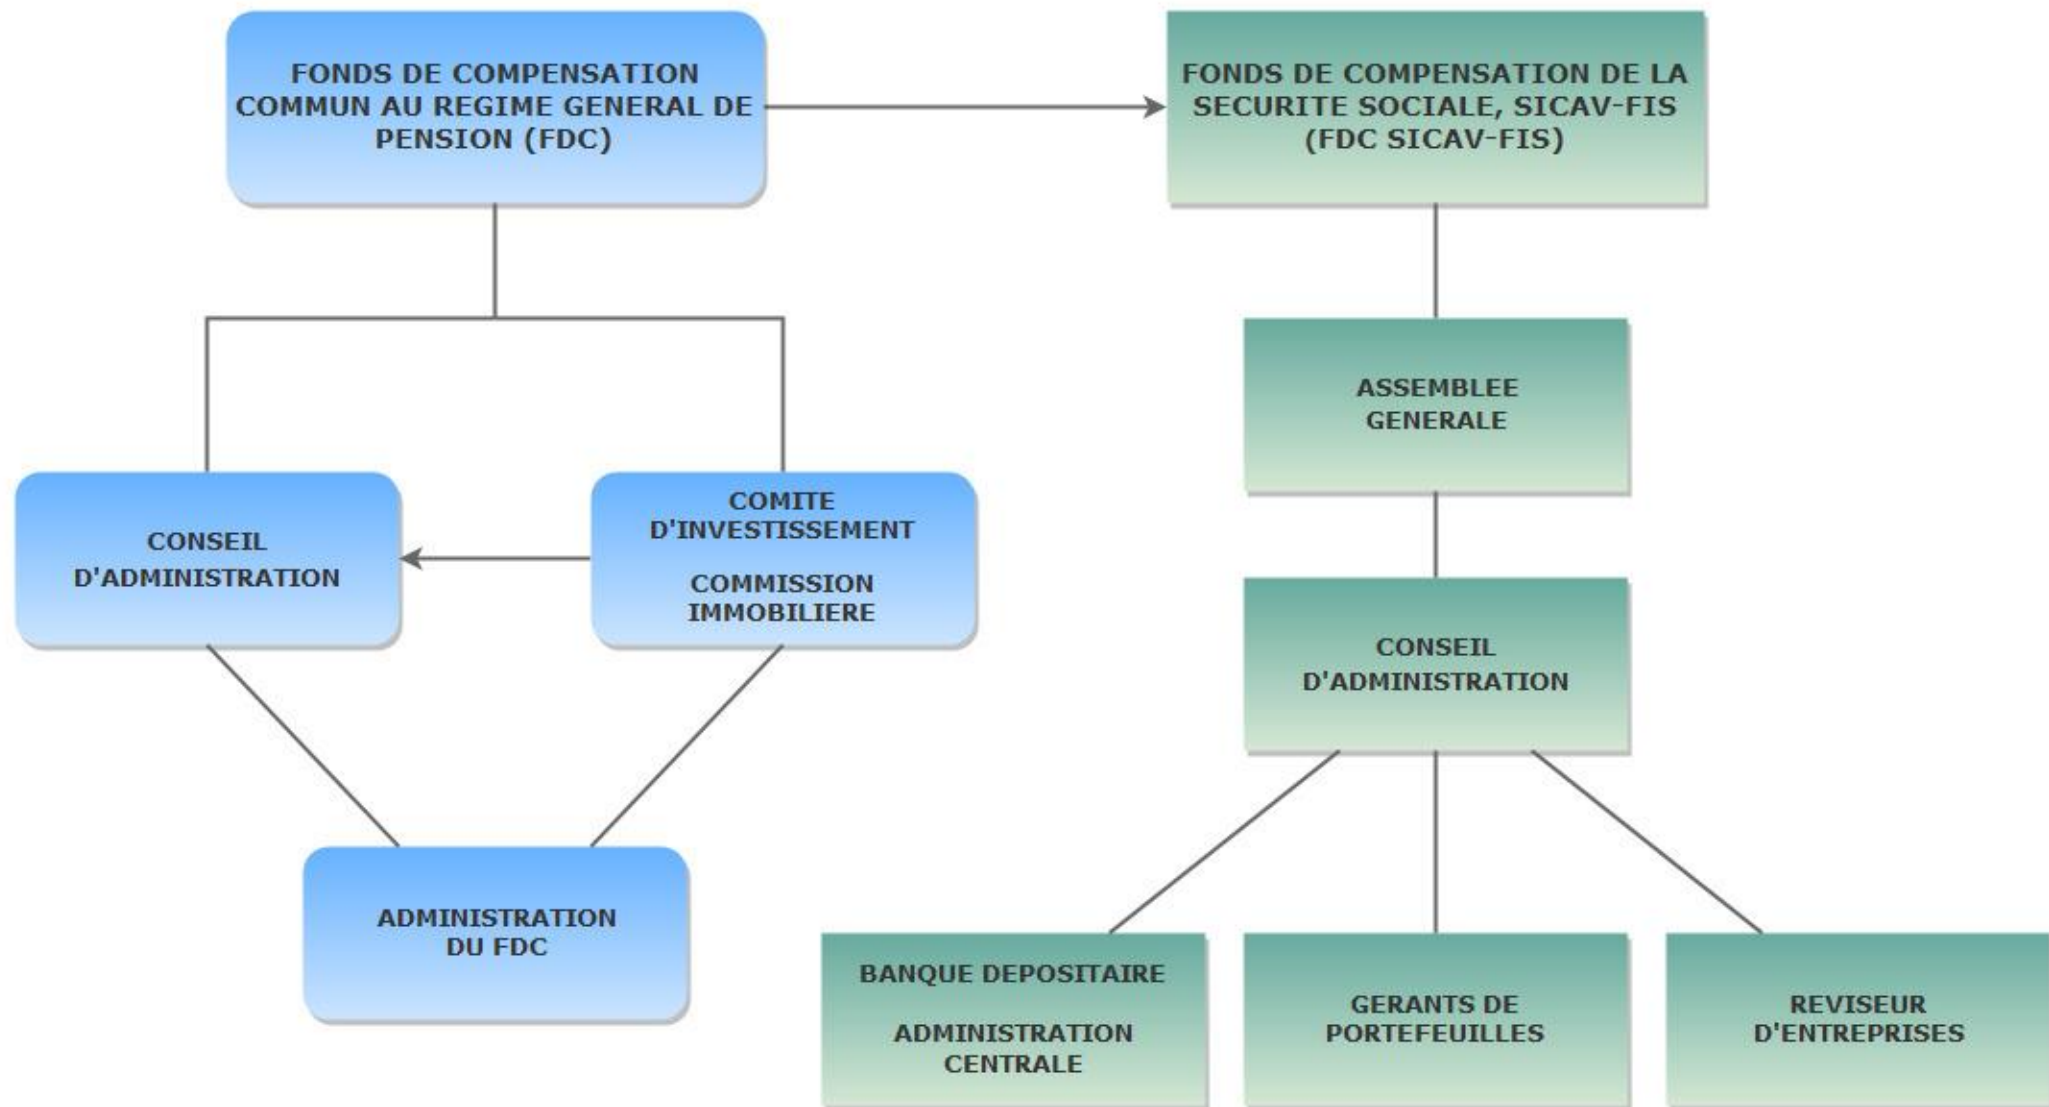 FONDS DE COMPENSATION
COMMUN AU REGIME GENERAL DE
PENSION (FDC)
FONDS DE COMPENSATION DE LA
SECURITE SOCIALE, SICAV-FIS
(FDC SICAV-FIS)
ASSEMBLEE
GENERALE
CONSEIL
D'ADMINISTRATION
COMITE
D'INVESTISSEMENT
COMMISSION
IMMOBILIERE
CONSEIL
D'ADMINISTRATION
ADMINISTRATION
DU FDC
BANQUE DEPOSITAIRE
ADMINISTRATION
CENTRALE
GERANTS DE
PORTEFEUILLES
REVISEUR
D'ENTREPRISES